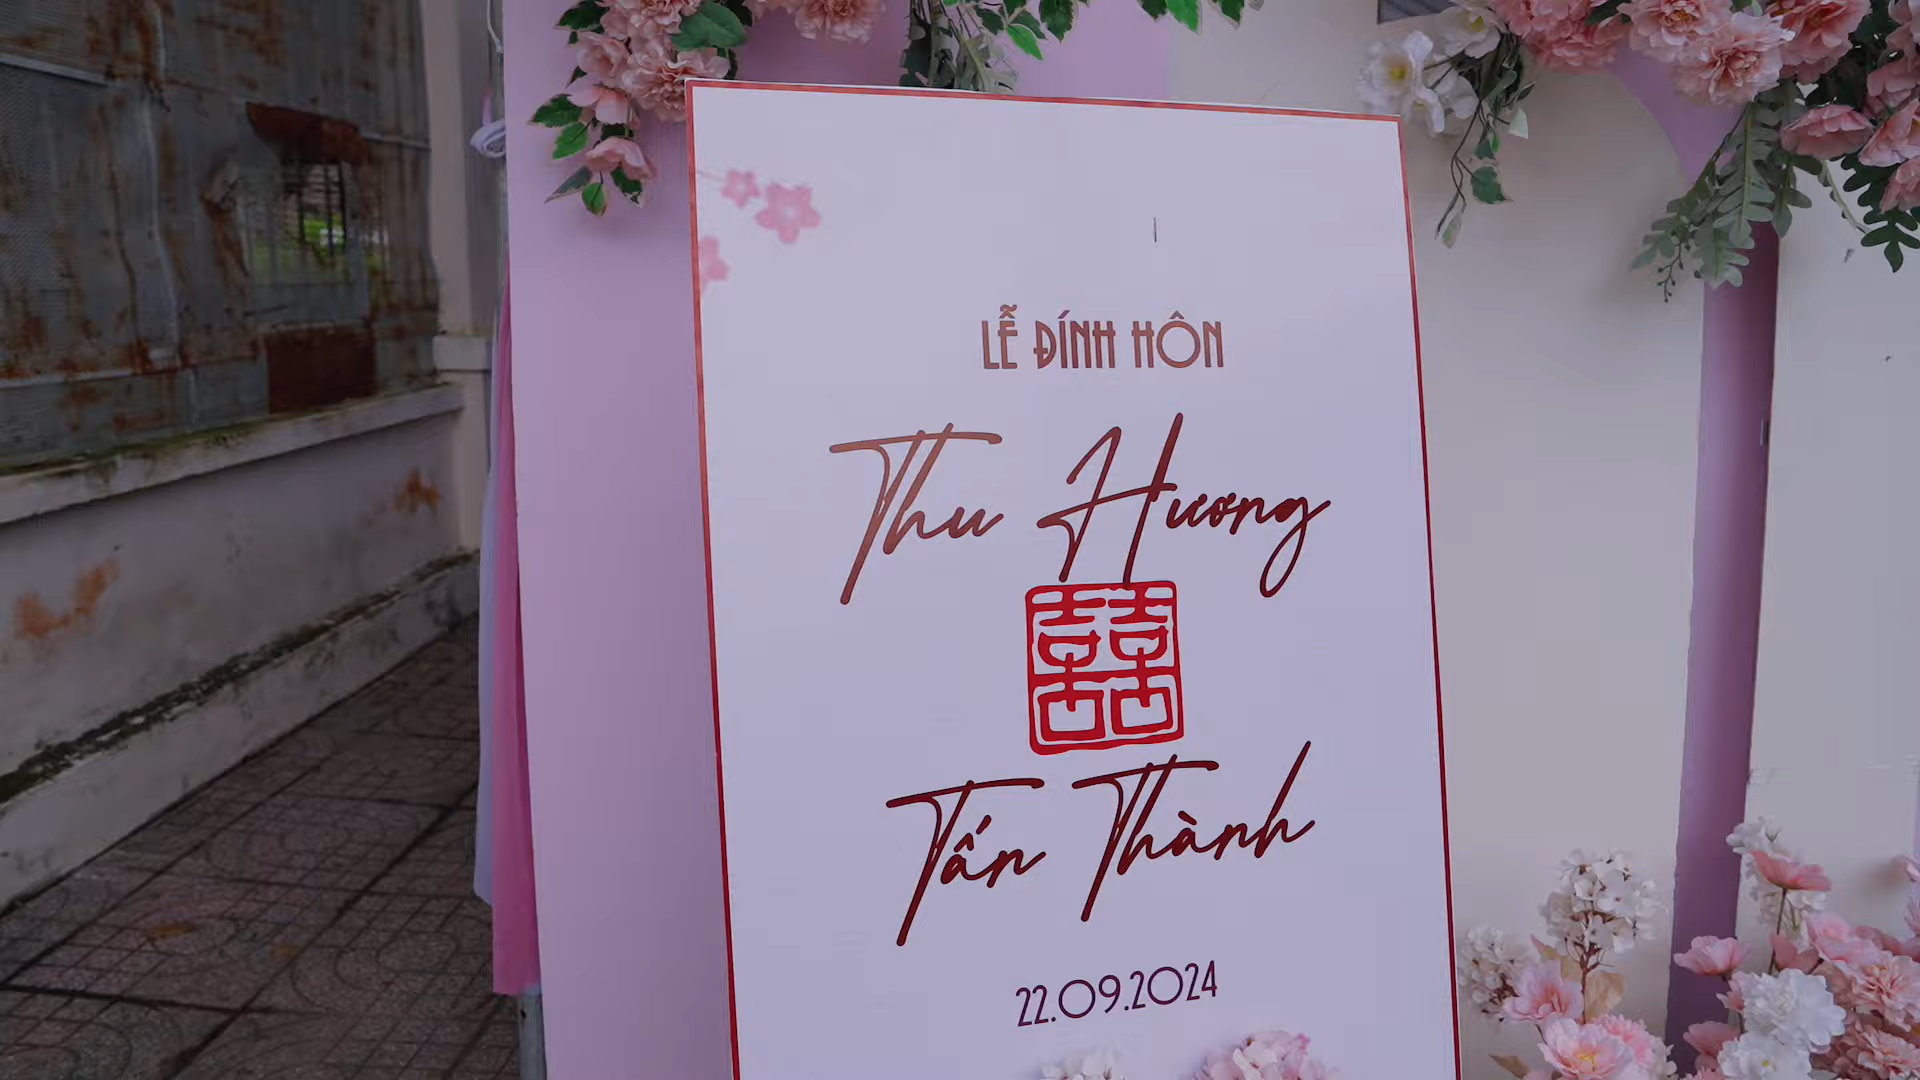 LỄ ĐÍNH HÔN
Thu Hương
囍
Tấn Thành
22.09.2024